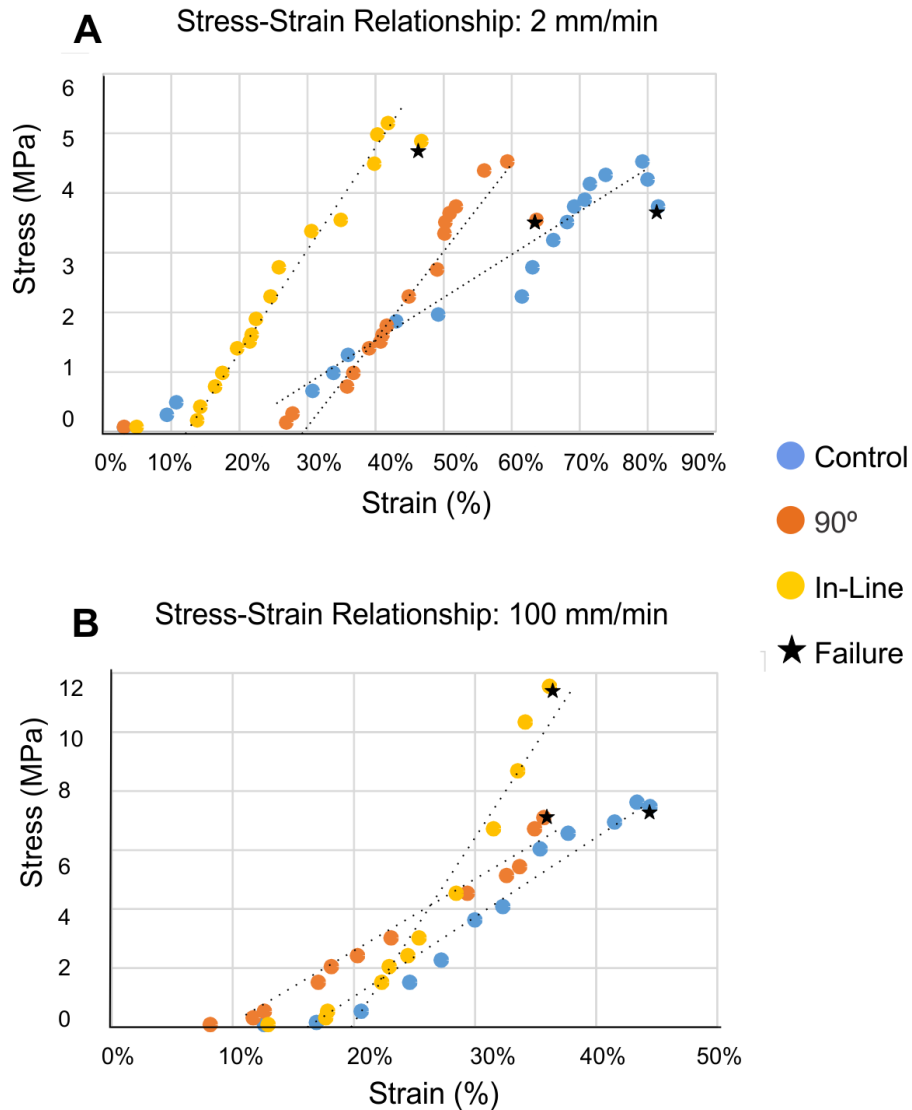 A
Stress-Strain Relationship: 2 mm/min
Stress (MPa)
6
5
4
3
2
1
0
0% 10% 20% 30% 40% 50% 60% 70% 80% 90%
Strain (%)
Control
90º
In-Line
Failure
B
Stress-Strain Relationship: 100 mm/min
Stress (MPa)
12
10
8
6
4
2
0
0% 10% 20% 30% 40% 50%
Strain (%)